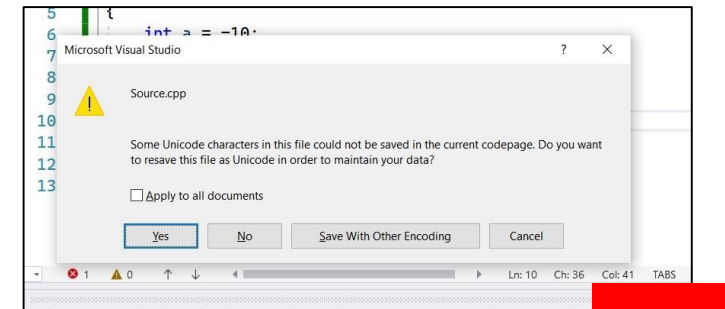 5 {
6 int a = -10;
7 Microsoft Visual Studio ? ×
8
9 Source.cpp
10
11 Some Unicode characters in this file could not be saved in the current codepage. Do you want
12 to resave this file as Unicode in order to maintain your data?
13
Apply to all documents
Yes No Save With Other Encoding Cancel
1 0 Ln: 10 Ch: 36 Col: 41 TABS